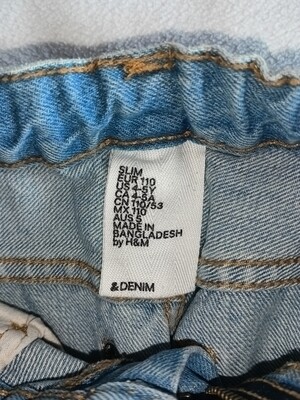 SLIM
EUR 110
US 4-5Y
CA 4-5A
CN 110/53
MX 110
AUS 5
MADE IN
BANGLADESH
by H&M
&DENIM